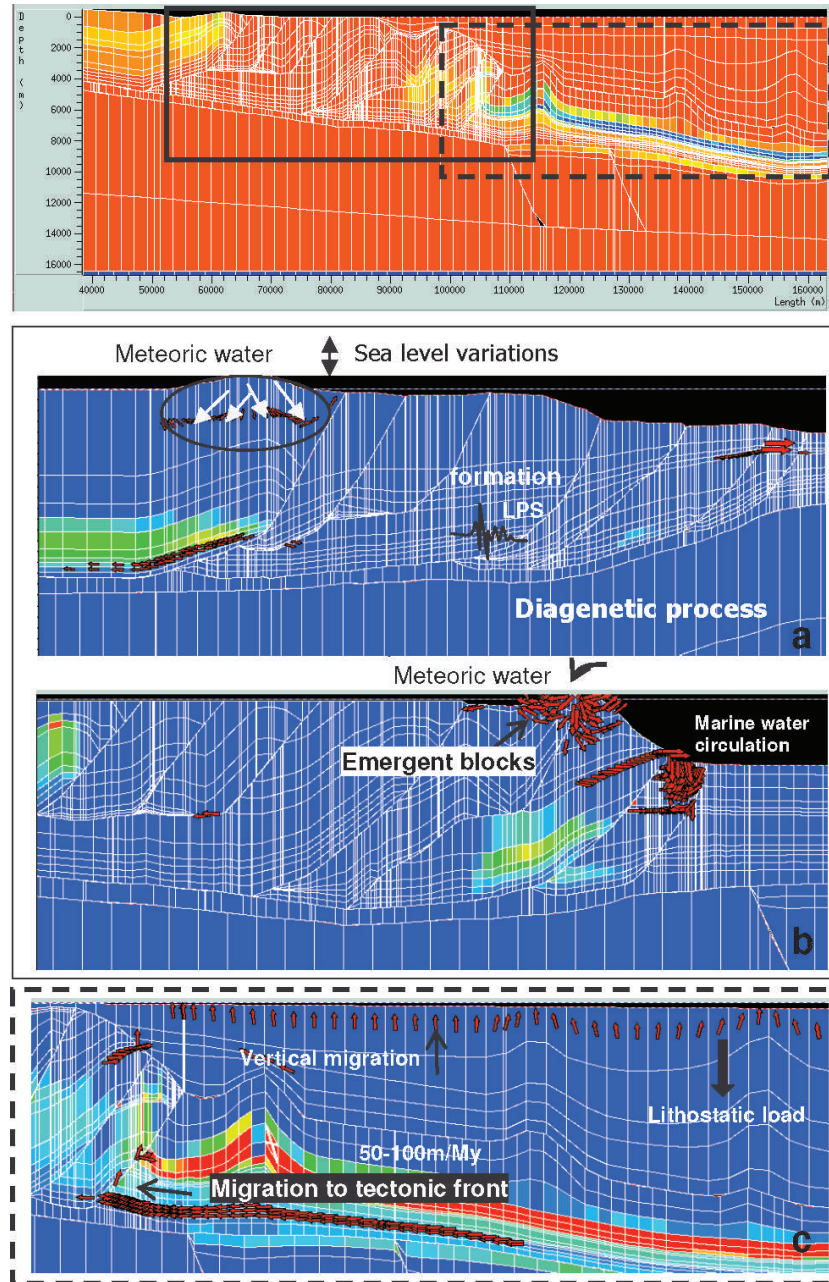 Depth (m)
2000
4000
6000
8000
10000
12000
14000
16000
40000 50000 60000 70000 80000 90000 100000 110000 120000 130000 140000 150000 160000
Length (m)
Meteoric water
Sea level variations
formation
LPS
Diagenetic process
a
Meteoric water
Marine water
circulation
Emergent blocks
b
Vertical migration
Lithostatic load
50-100m/My
Migration to tectonic front
c